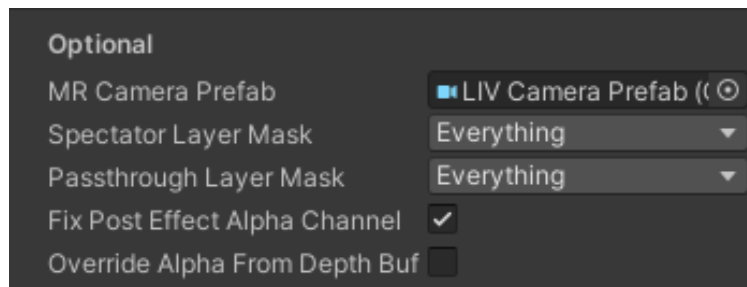 Optional
MR Camera Prefab LIV Camera Prefab (
Spectator Layer Mask Everything
Passthrough Layer Mask Everything
Fix Post Effect Alpha Channel
Override Alpha From Depth Buf